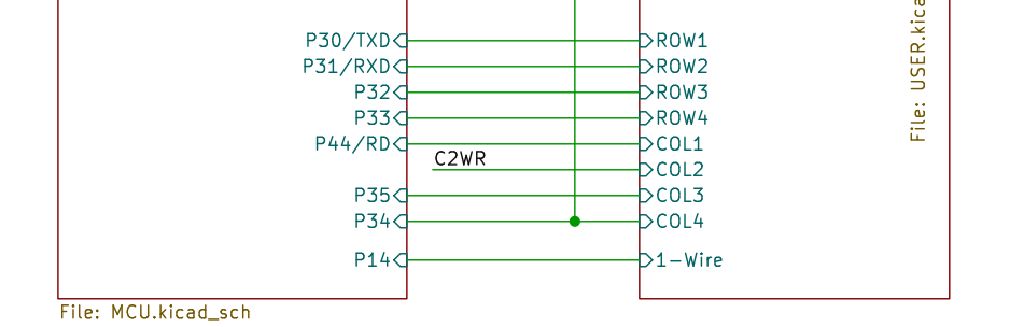 P30/TXD ROW1
P31/RXD ROW2
P32 ROW3
P33 ROW4
P44/RD COL1
C2WR COL2
P35 COL3
P34 COL4
P14 1-Wire
File: MCU.kicad_sch
File: USER.kica